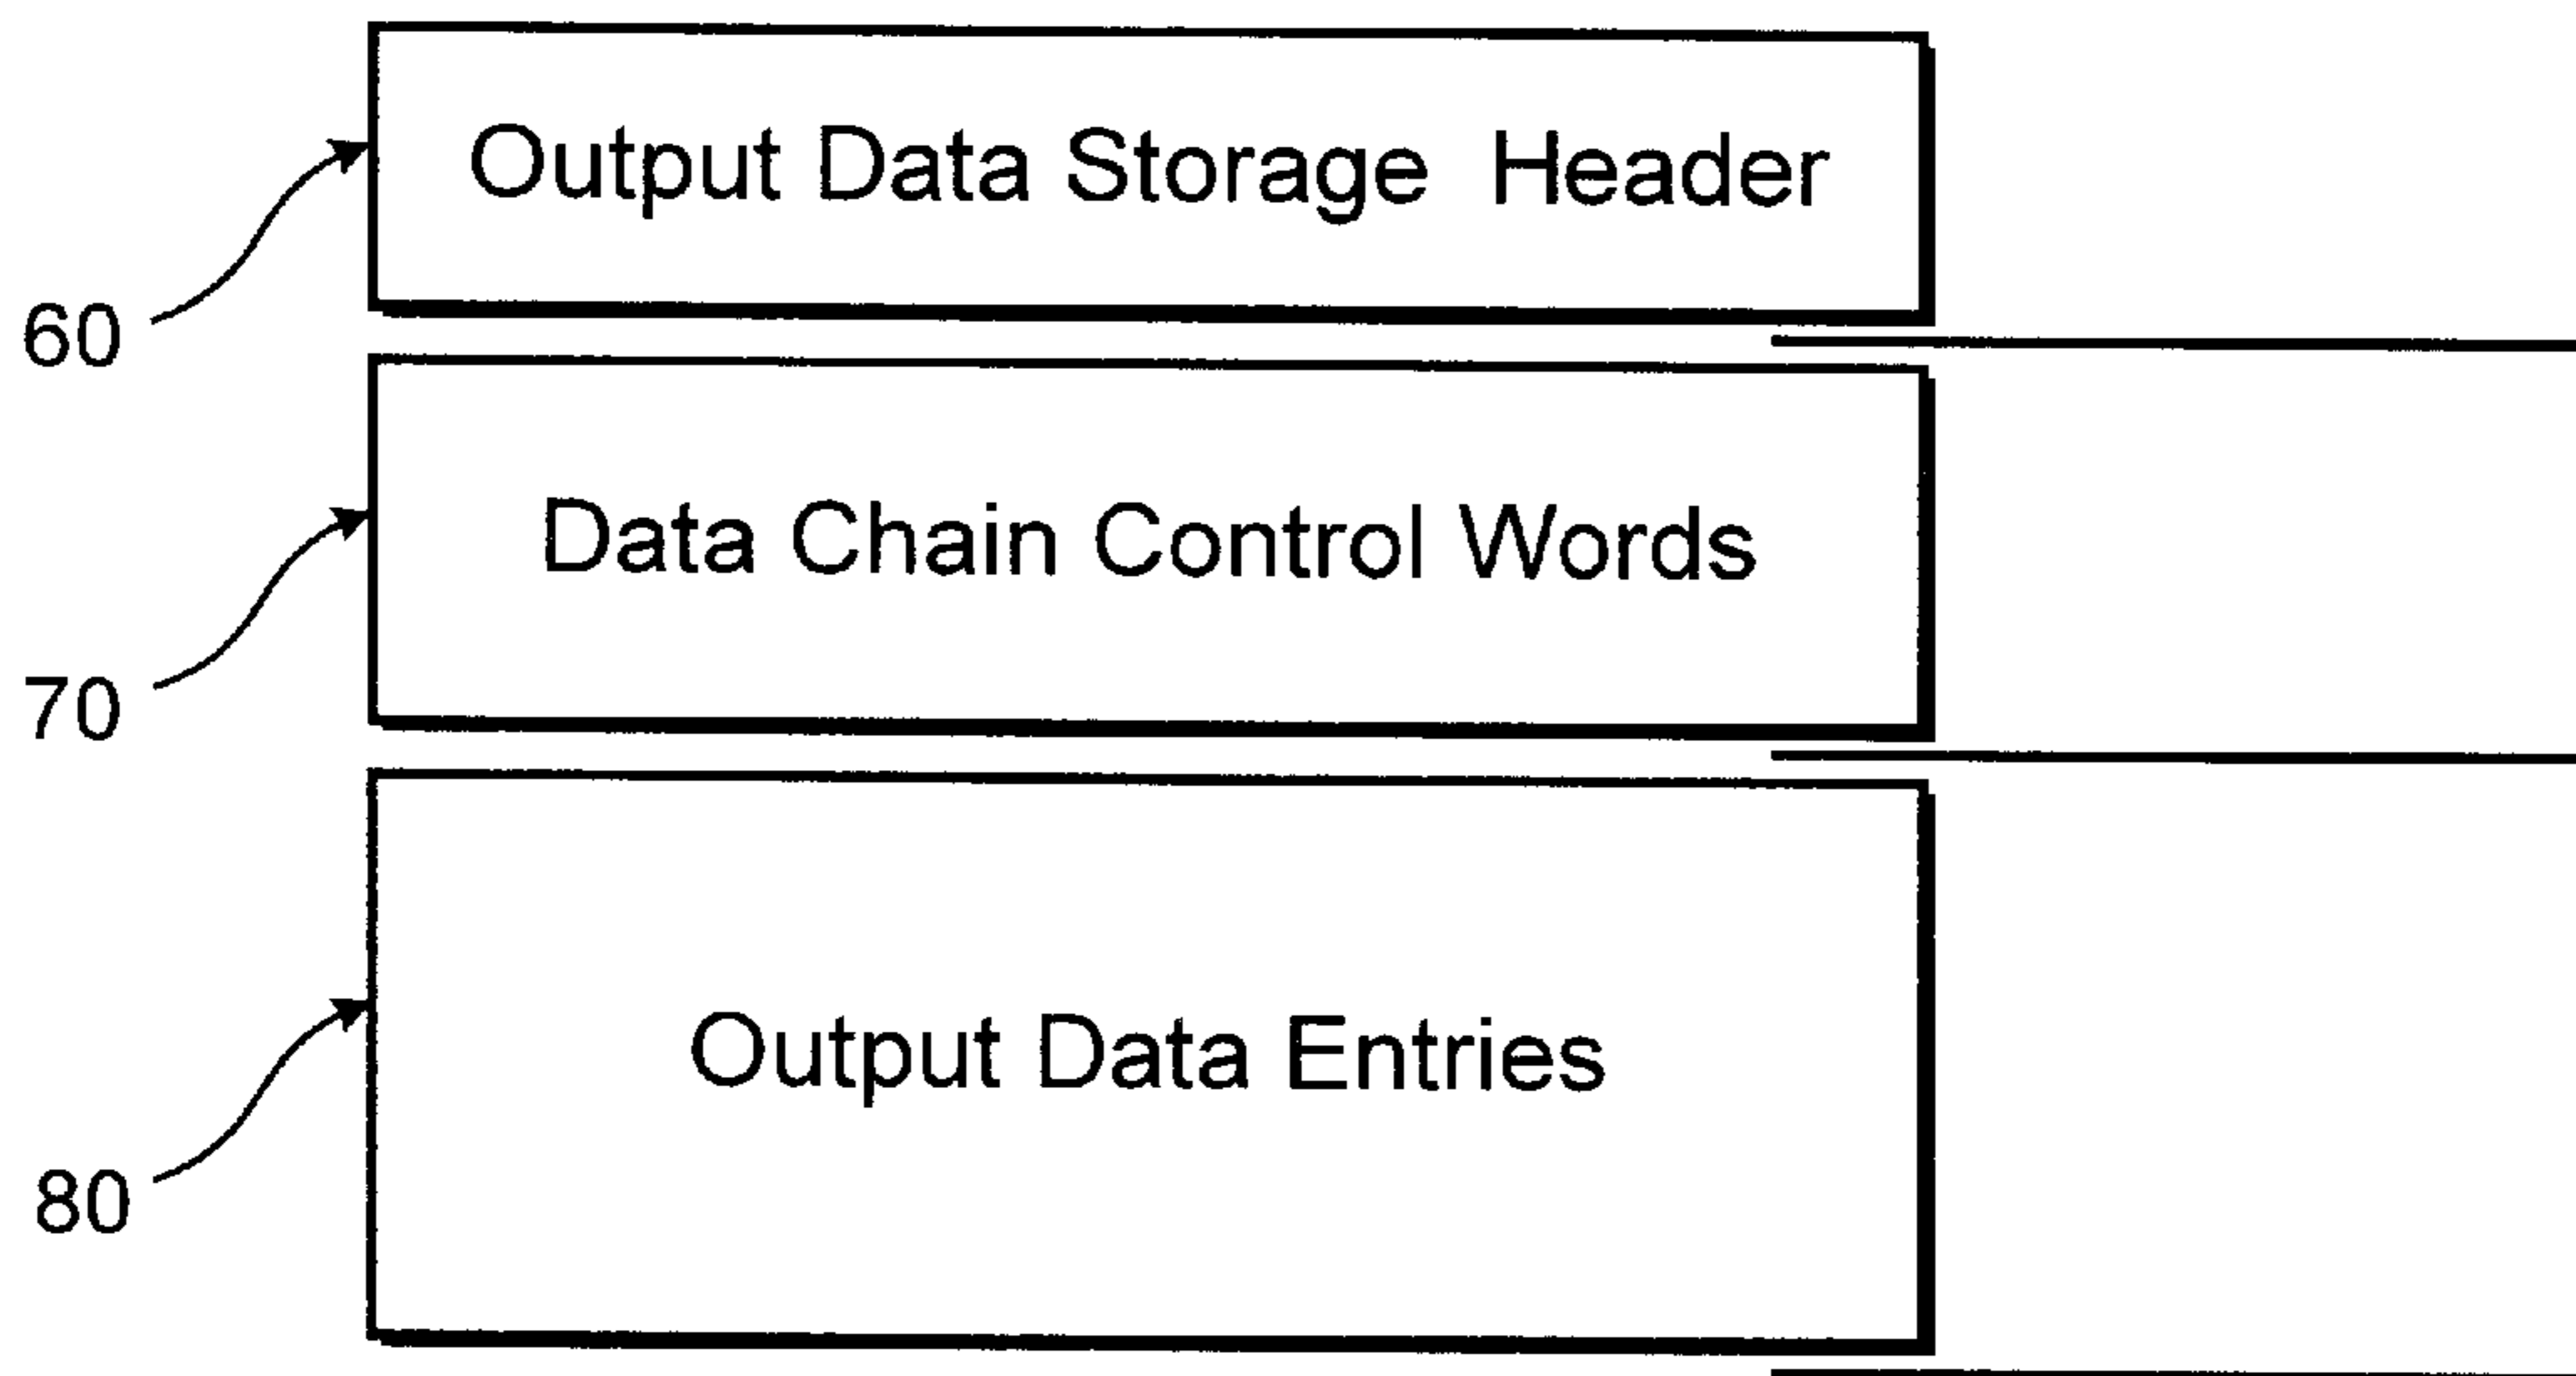 Output Data Storage Header
60
Data Chain Control Words
70
Output Data Entries
80